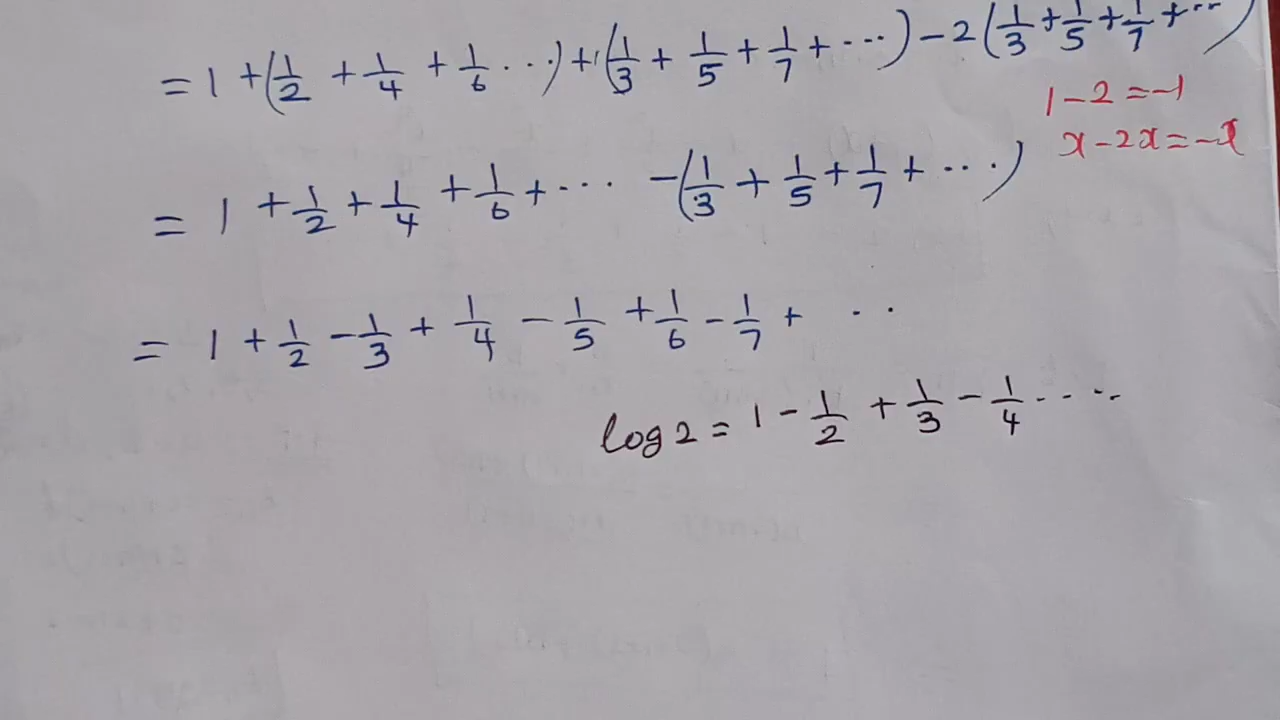 = 1 + (1/2 + 1/4 + 1/6 ...) + (1/3 + 1/5 + 1/7 + ...) - 2 (1/3 + 1/5 + 1/7 + ...)
1 - 2 = -1
x - 2x = -x
= 1 + 1/2 + 1/4 + 1/6 + ... - (1/3 + 1/5 + 1/7 + ...)
= 1 + 1/2 - 1/3 + 1/4 - 1/5 + 1/6 - 1/7 + ..
log 2 = 1 - 1/2 + 1/3 - 1/4 ....